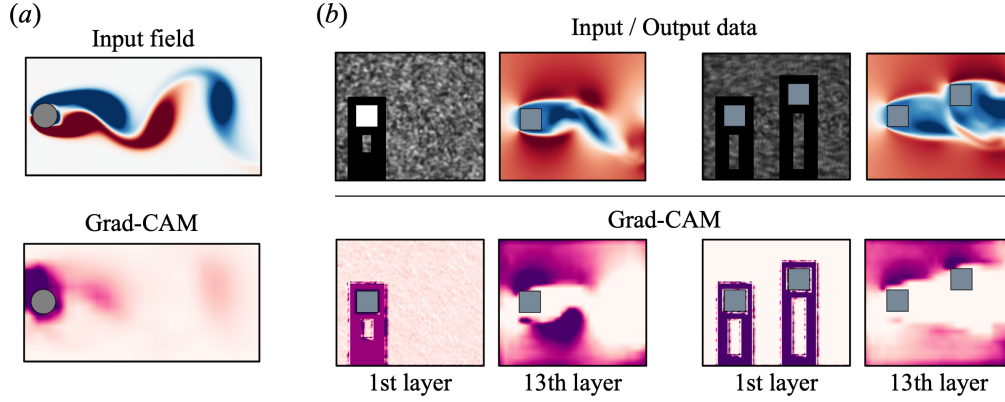 (a)
Input field
Grad-CAM
(b)
Input / Output data
Grad-CAM
1st layer
13th layer
1st layer
13th layer